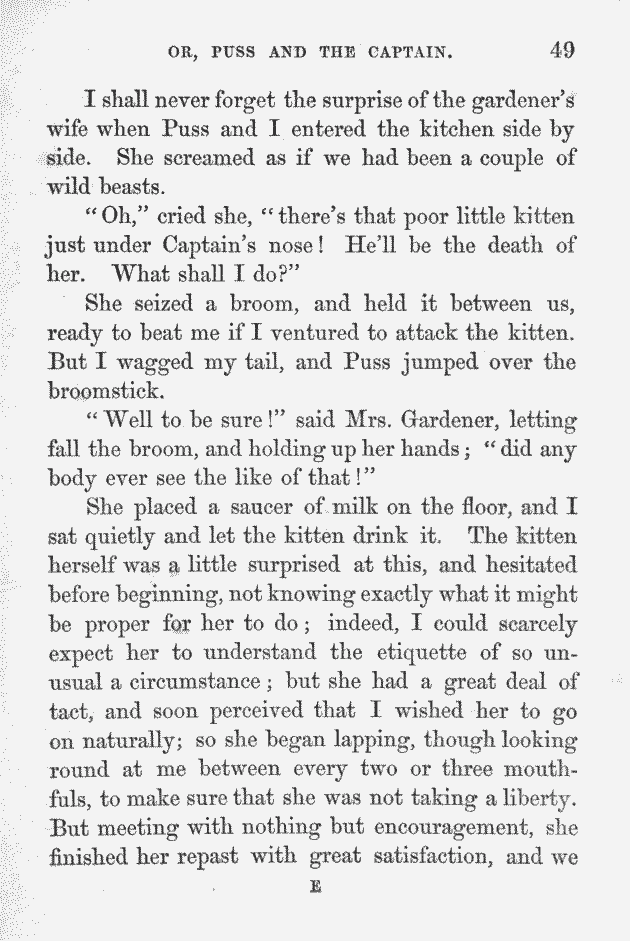 OR, PUSS AND THE CAPTAIN. 49
I shall never forget the surprise of the gardener's
wife when Puss and I entered the kitchen side by
side. She screamed as if we had been a couple of
wild beasts.
"Oh," cried she, "there's that poor little kitten
just under Captain's nose! He'll be the death of
her. What shall I do?"
She seized a broom, and held it between us,
ready to beat me if I ventured to attack the kitten.
But I wagged my tail, and Puss jumped over the
broomstick.
"Well to be sure!" said Mrs. Gardener, letting
fall the broom, and holding up her hands; "did any
body ever see the like of that!"
She placed a saucer of milk on the floor, and I
sat quietly and let the kitten drink it. The kitten
herself was a little surprised at this, and hesitated
before beginning, not knowing exactly what it might
be proper for her to do; indeed, I could scarcely
expect her to understand the etiquette of so un-
usual a circumstance; but she had a great deal of
tact, and soon perceived that I wished her to go
on naturally; so she began lapping, though looking
round at me between every two or three mouth-
fuls, to make sure that she was not taking a liberty.
But meeting with nothing but encouragement, she
finished her repast with great satisfaction, and we
E